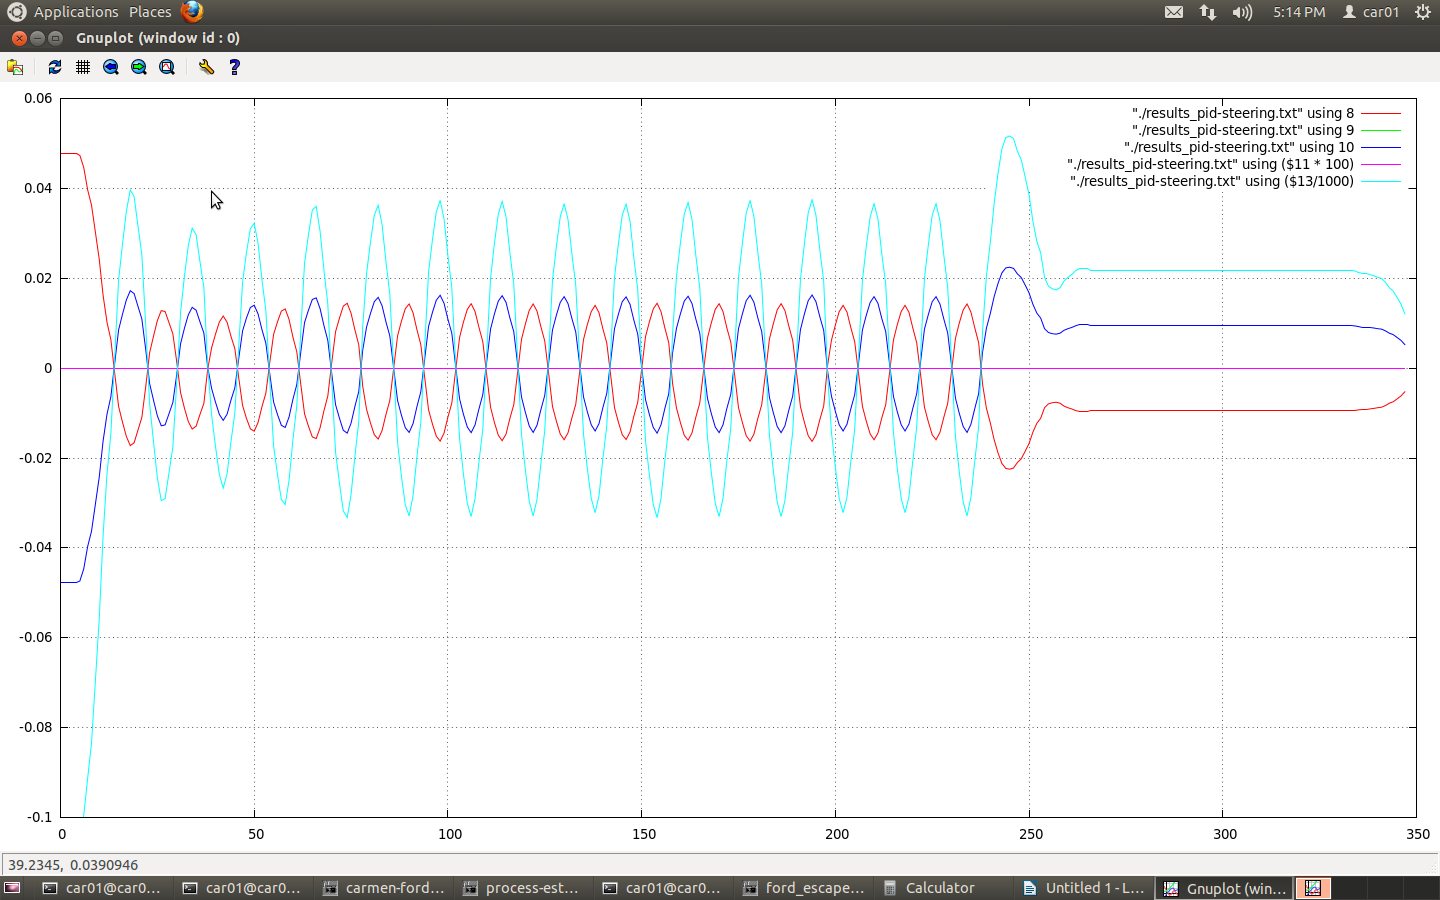 Applications Places 5:14 PM car01
Gnuplot (window id : 0)
0.06
0.04
0.02
0
-0.02
-0.04
-0.06
-0.08
-0.1
"./results_pid-steering.txt" using 8
"./results_pid-steering.txt" using 9
"./results_pid-steering.txt" using 10
"./results_pid-steering.txt" using ($11 * 100)
"./results_pid-steering.txt" using ($13/1000)
0 50 100 150 200 250 300 350
39.2345, 0.0390946
car01@car0... car01@car0... carmen-ford... process-est... car01@car0... ford_escape... Calculator Untitled 1 - L... Gnuplot (win...